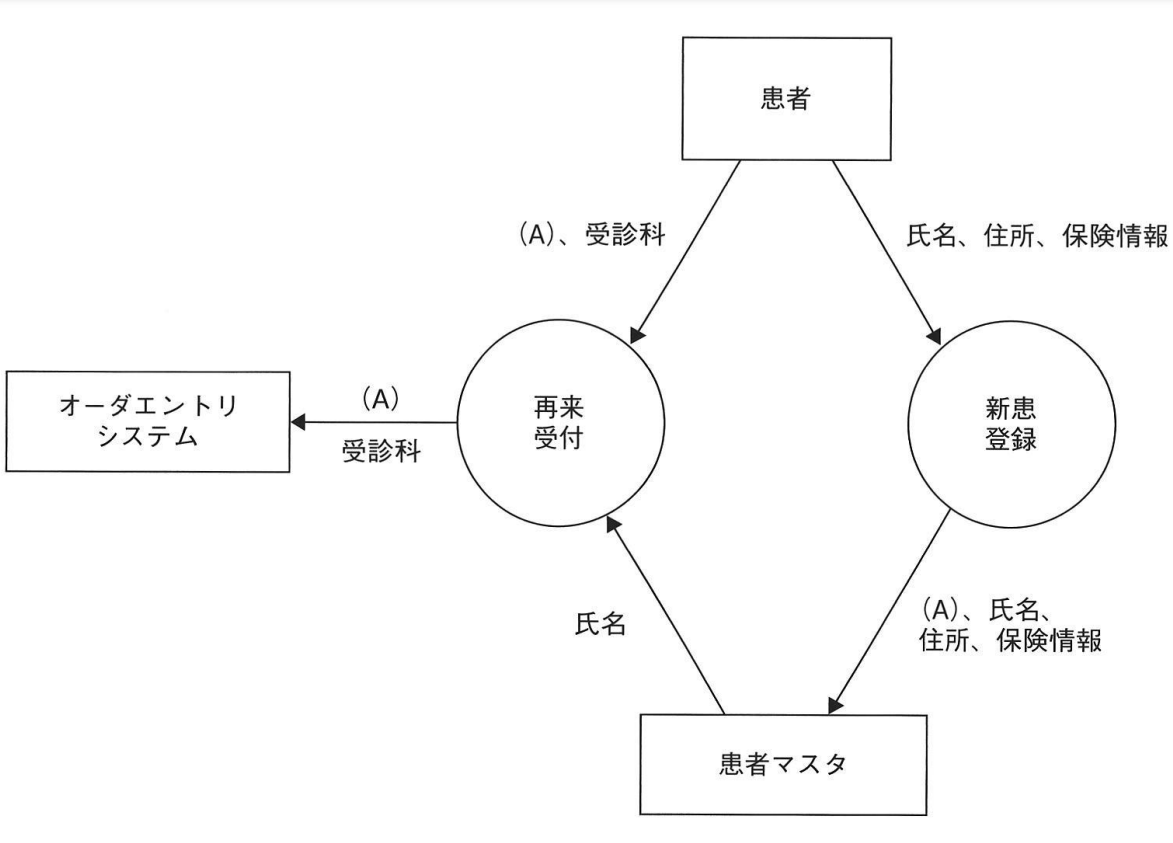 患者
(A)、受診科
氏名、住所、保険情報
オーダエントリ
システム
(A)
受診科
再来
受付
新患
登録
氏名
(A)、氏名、
住所、保険情報
患者マスタ